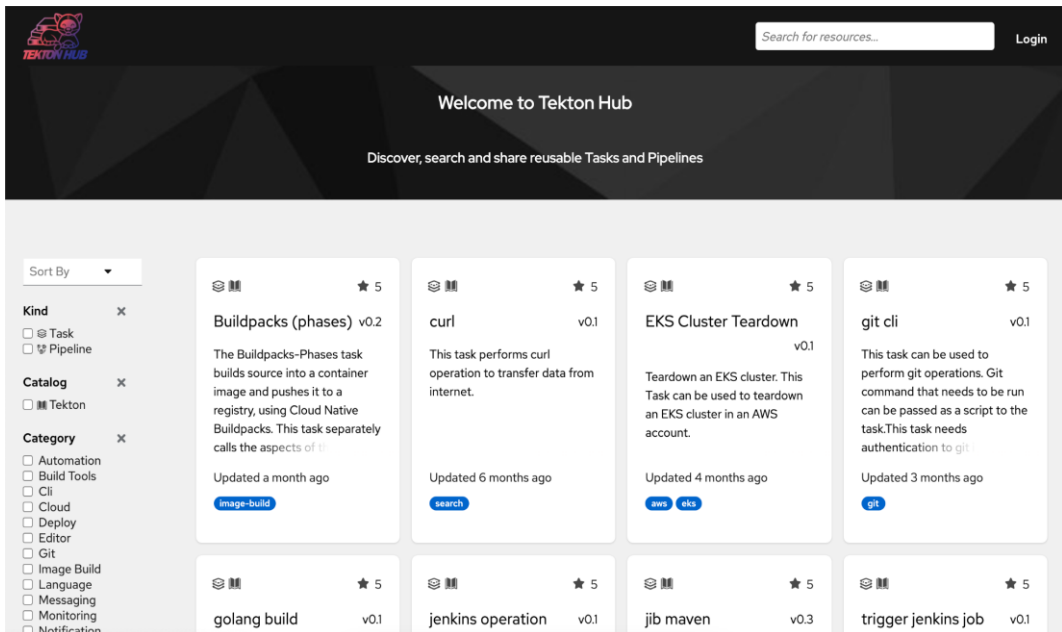 TEKTON HUB
Search for resources...
Login
Welcome to Tekton Hub
Discover, search and share reusable Tasks and Pipelines
Sort By
Kind
Task
Pipeline
Catalog
Tekton
Category
Automation
Build Tools
Cli
Cloud
Deploy
Editor
Git
Image Build
Language
Messaging
Monitoring
Notification
5
Buildpacks (phases) v0.2
The Buildpacks-Phases task
builds source into a container
image and pushes it to a
registry, using Cloud Native
Buildpacks. This task separately
calls the aspects of
Updated a month ago
image-build
5
curl v0.1
This task performs curl
operation to transfer data from
internet.
Updated 6 months ago
search
5
EKS Cluster Teardown
v0.1
Teardown an EKS cluster. This
Task can be used to teardown
an EKS cluster in an AWS
account.
Updated 4 months ago
aws eks
5
git cli v0.1
This task can be used to
perform git operations. Git
command that needs to be run
can be passed as a script to the
task.This task needs
authentication to git
Updated 3 months ago
git
5
golang build v0.1
5
jenkins operation v0.1
5
jib maven v0.3
5
trigger jenkins job v0.1